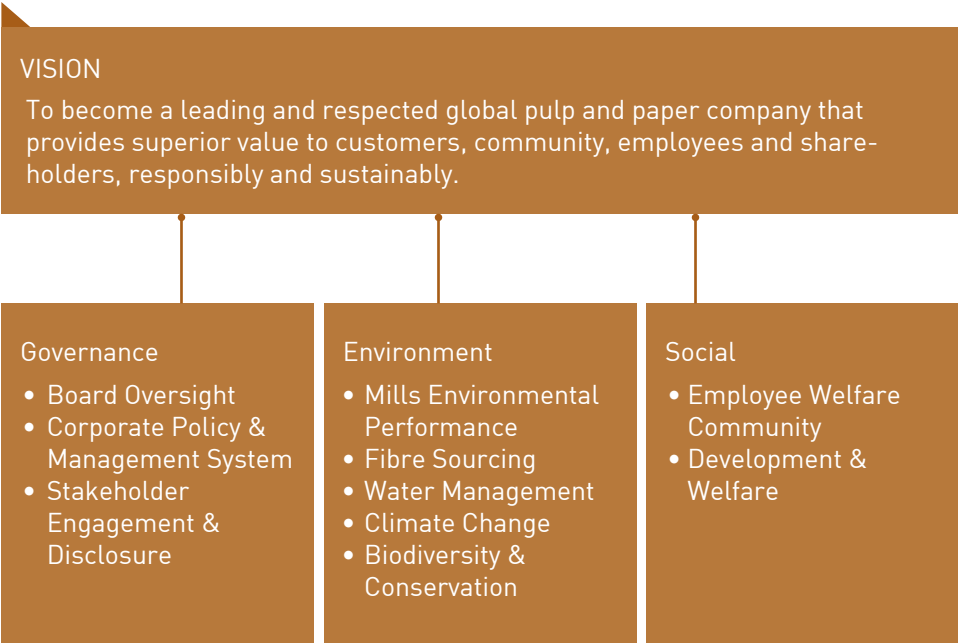 VISION
To become a leading and respected global pulp and paper company that
provides superior value to customers, community, employees and share-
holders, responsibly and sustainably.
Governance
• Board Oversight
• Corporate Policy &
Management System
• Stakeholder
Engagement &
Disclosure
Environment
• Mills Environmental
Performance
• Fibre Sourcing
• Water Management
• Climate Change
• Biodiversity &
Conservation
Social
• Employee Welfare
Community
• Development &
Welfare